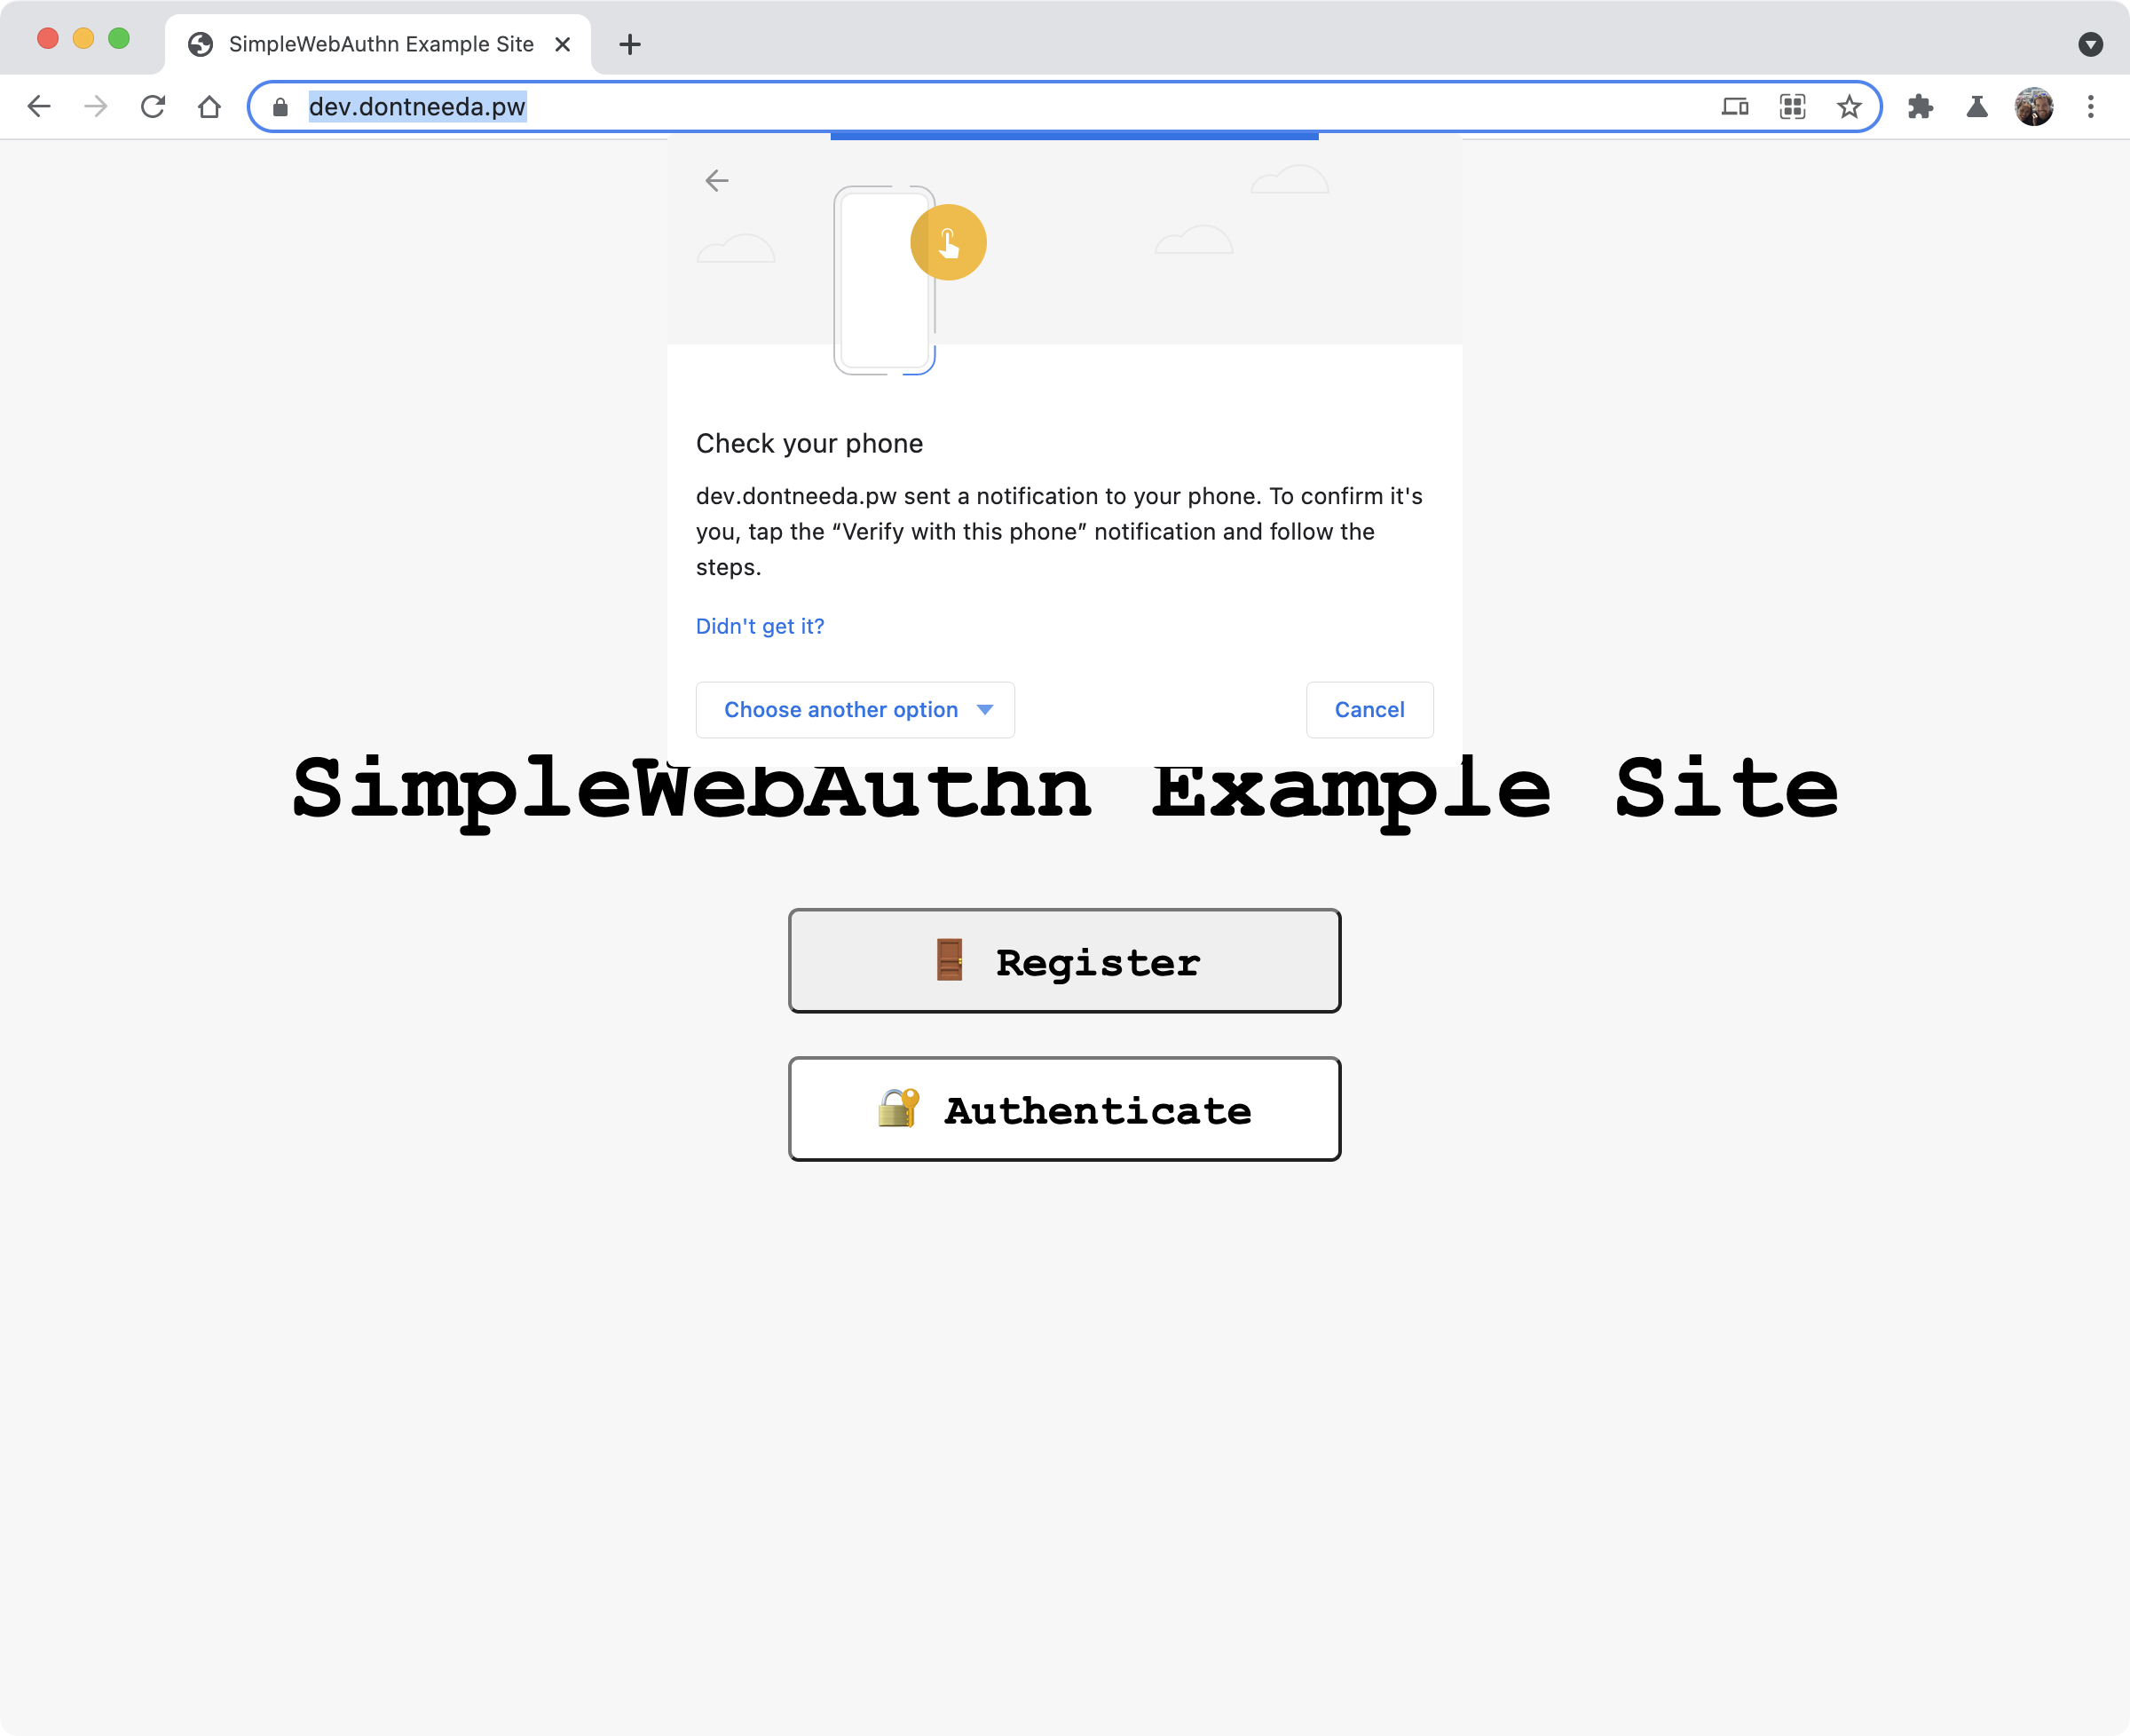 SimpleWebAuthn Example Site
dev.dontneeda.pw
Check your phone
dev.dontneeda.pw sent a notification to your phone. To confirm it's
you, tap the “Verify with this phone” notification and follow the
steps.
Didn't get it?
Choose another option
Cancel
SimpleWebAuthn Example Site
Register
Authenticate